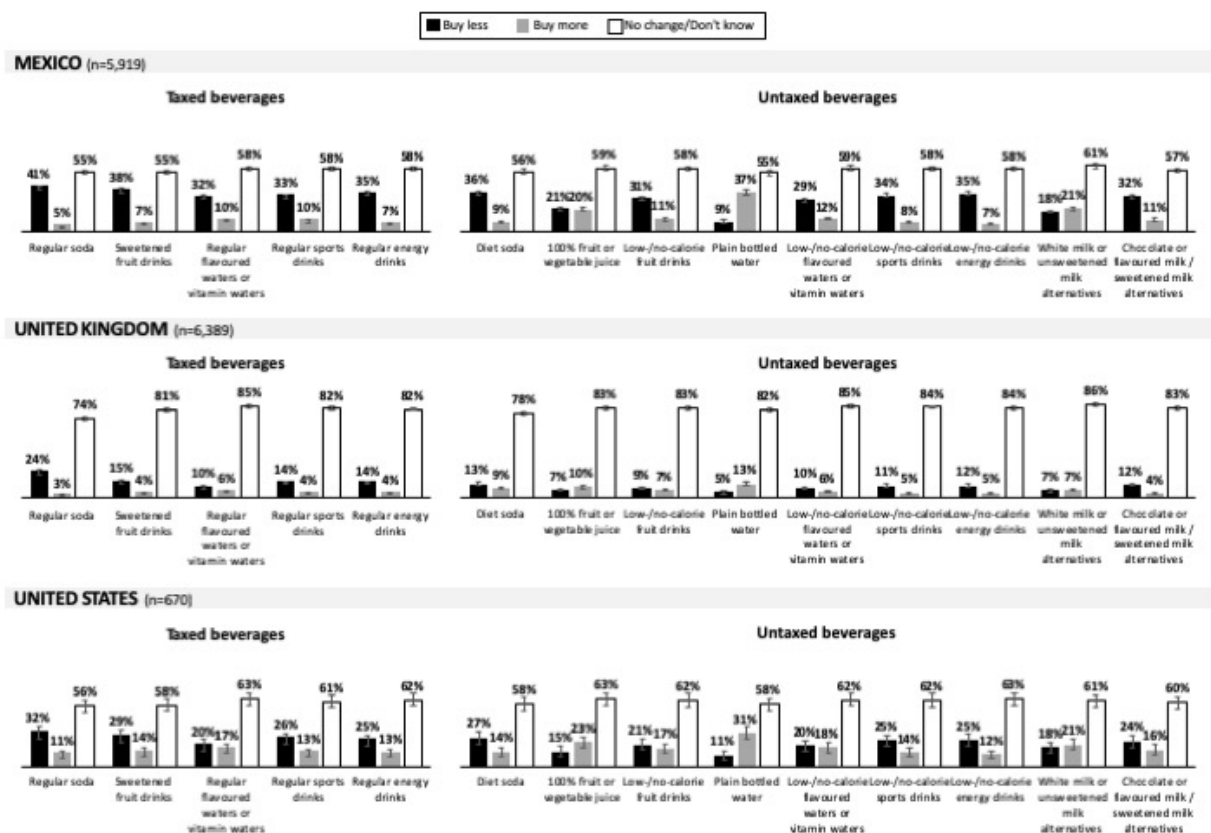 Buy less Buy more No change/Don't know
MEXICO (n=5,919)
Taxed beverages Untaxed beverages
41% 5% 55% 38% 7% 55% 32% 10% 58% 33% 10% 58% 35% 7% 58% 36% 9% 56% 21% 20% 59% 31% 11% 58% 9% 37% 55% 29% 12% 59% 34% 8% 58% 35% 7% 58% 18% 21% 61% 32% 11% 57%
Regular soda Sweetened Regular Regular sports Regular energy Diet soda 100% fruit or Low-/no-calorie Plain bottled Low-/no-calorie Low-/no-calorie Low-/no-calorie White milk or Chocolate or
fruit drinks flavoured drinks drinks vegetable juice fruit drinks water flavoured sports drinks energy drinks unsweetened flavoured milk /
waters or waters or milk sweetened milk
vitamin waters vitamin waters alternatives alternatives
UNITED KINGDOM (n=6,389)
Taxed beverages Untaxed beverages
24% 3% 74% 15% 4% 81% 10% 6% 85% 14% 4% 82% 14% 4% 82% 13% 9% 78% 7% 10% 83% 9% 7% 83% 5% 13% 82% 10% 6% 85% 11% 5% 84% 12% 5% 84% 7% 7% 86% 12% 4% 83%
Regular soda Sweetened Regular Regular sports Regular energy Diet soda 100% fruit or Low-/no-calorie Plain bottled Low-/no-calorie Low-/no-calorie Low-/no-calorie White milk or Chocolate or
fruit drinks flavoured drinks drinks vegetable juice fruit drinks water flavoured sports drinks energy drinks unsweetened flavoured milk /
waters or waters or milk sweetened milk
vitamin waters vitamin waters alternatives alternatives
UNITED STATES (n=670)
Taxed beverages Untaxed beverages
32% 11% 56% 29% 14% 58% 20% 17% 63% 26% 13% 61% 25% 13% 62% 27% 14% 58% 15% 23% 63% 21% 17% 62% 11% 31% 58% 20% 18% 62% 25% 14% 62% 25% 12% 63% 18% 21% 61% 24% 16% 60%
Regular soda Sweetened Regular Regular sports Regular energy Diet soda 100% fruit or Low-/no-calorie Plain bottled Low-/no-calorie Low-/no-calorie Low-/no-calorie White milk or Chocolate or
fruit drinks flavoured drinks drinks vegetable juice fruit drinks water flavoured sports drinks energy drinks unsweetened flavoured milk /
waters or waters or milk sweetened milk
vitamin waters vitamin waters alternatives alternatives